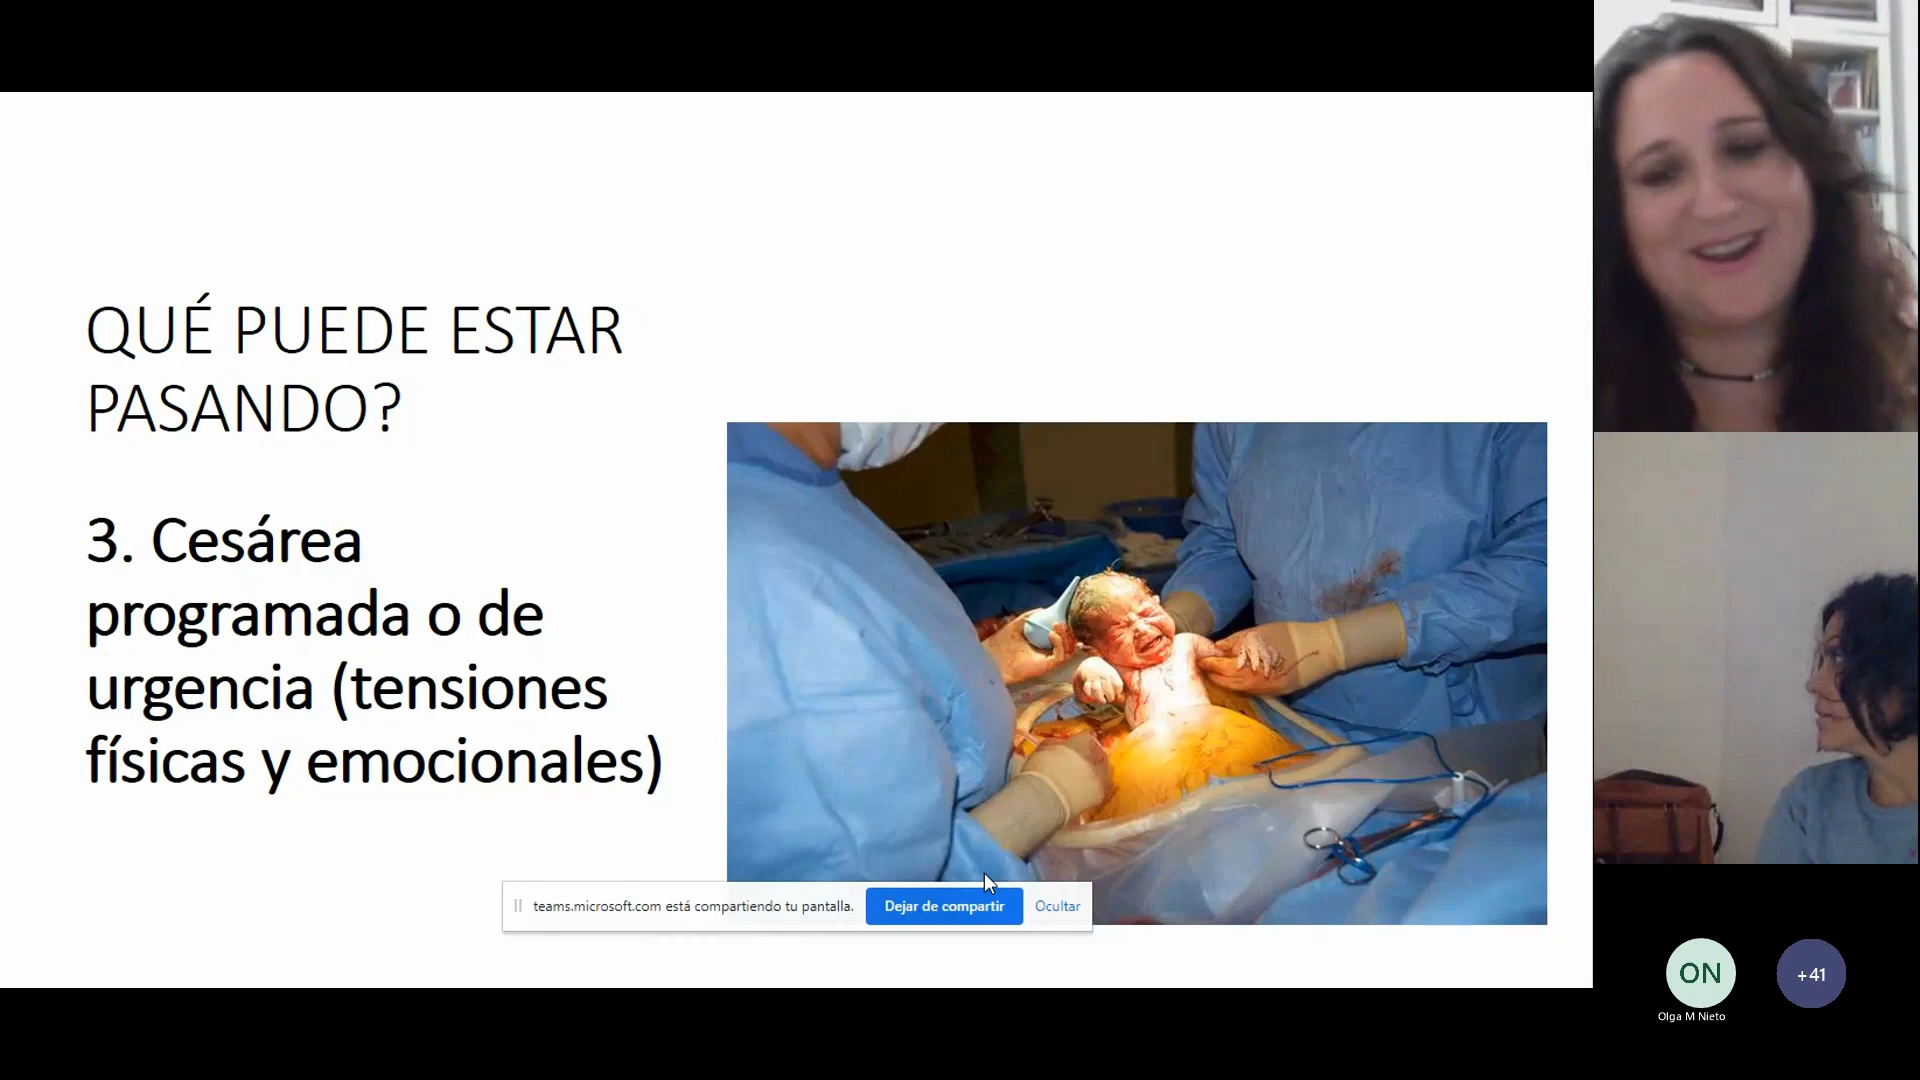 QUÉ PUEDE ESTAR
PASANDO?
3. Cesárea
programada o de
urgencia (tensiones
físicas y emocionales)
teams.microsoft.com está compartiendo tu pantalla.
Dejar de compartir
Ocultar
ON
+41
Olga M Nieto